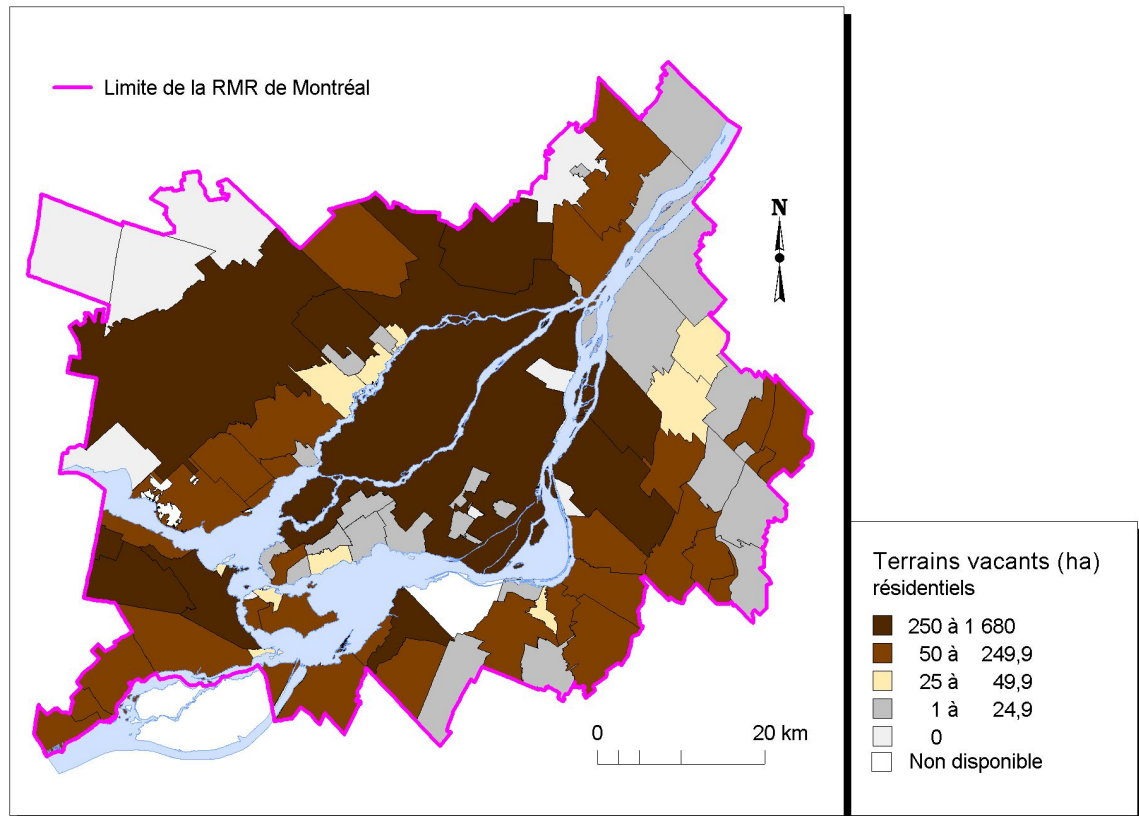 Limite de la RMR de Montréal
N
0 20 km
Terrains vacants (ha)
résidentiels
250 à 1 680
50 à 249,9
25 à 49,9
1 à 24,9
0
Non disponible